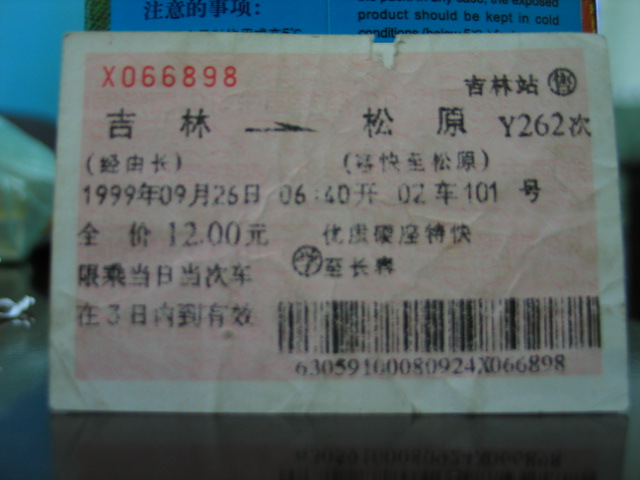 注意的事项:
product should be kept in cold
X066898
吉林站 售
吉 林 松 原 Y262次
(经由长) (客快至松原)
1999年09月26日 06:40开 02车101 号
全 价 12.00元 优质硬座特快
限乘当日当次车 学 至长春
在3日内到有效
63059100080924X066898